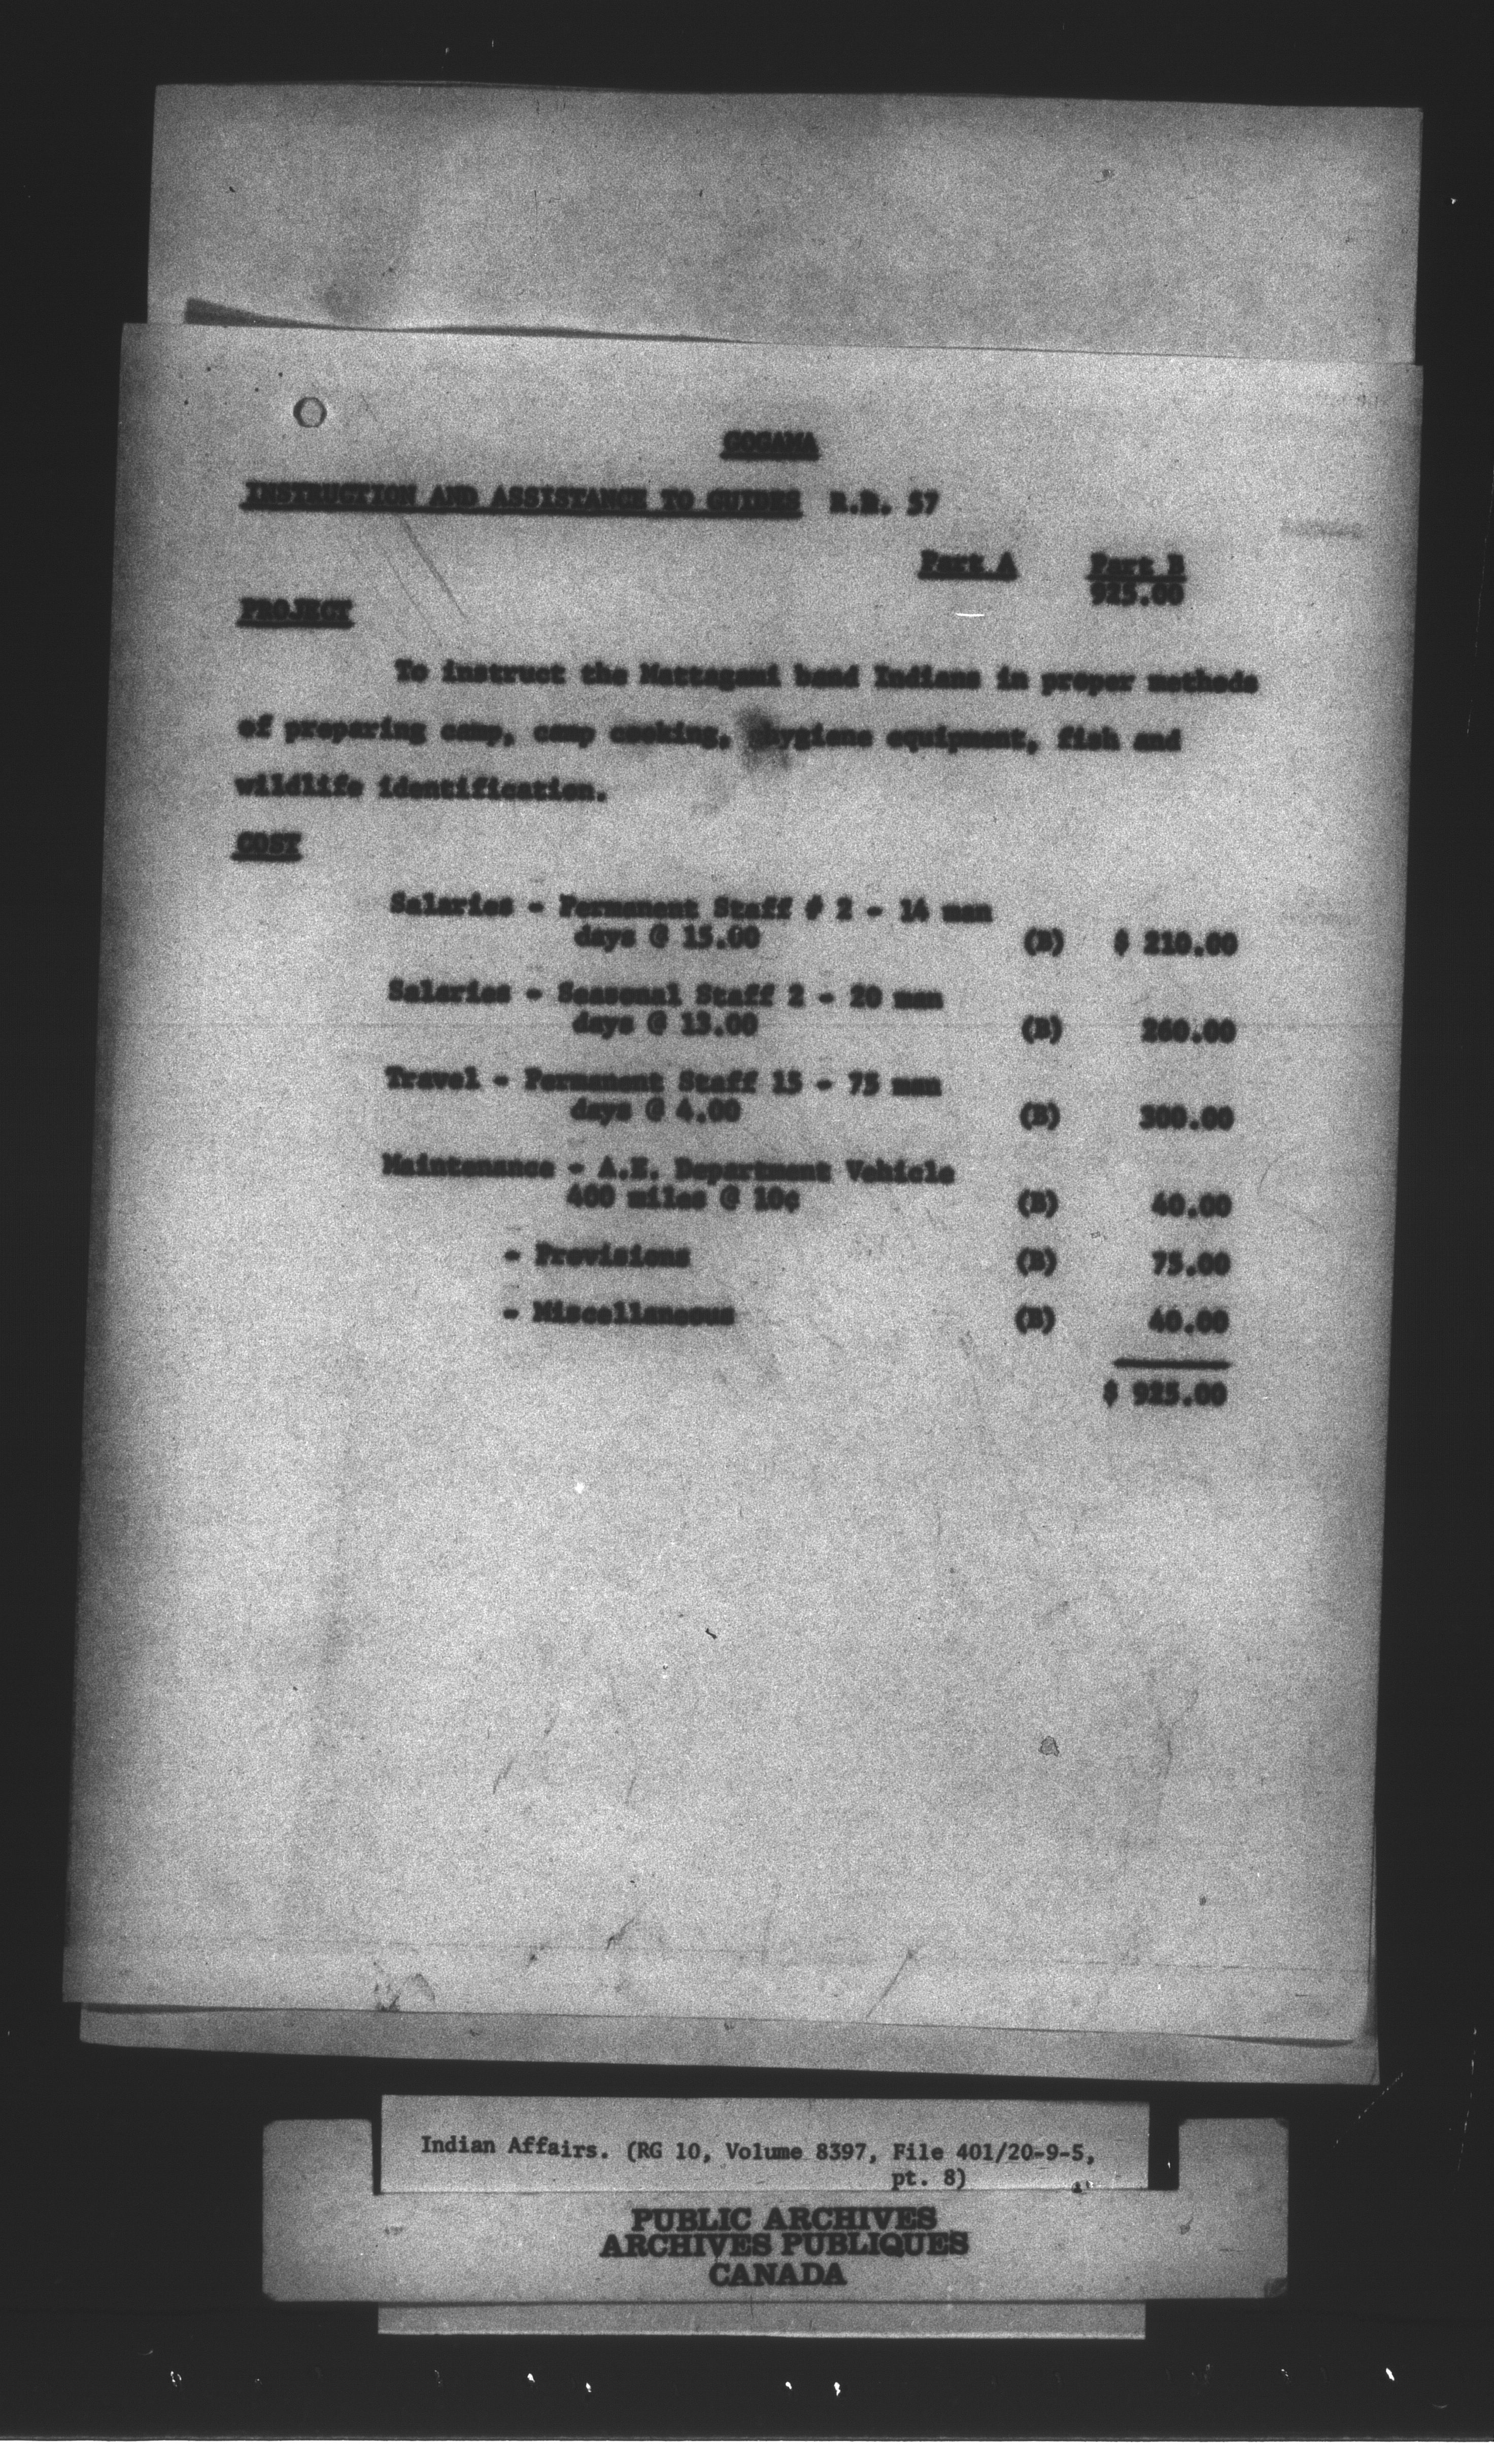 GOGAMA
INSTRUCTION AND ASSISTANCE TO GUIDES R.R. 57
Part A Part B
925.00
PROJECT
To instruct the Mattagami band Indians in proper methods
of preparing camp, camp cooking, hygiene equipment, fish and
wildlife identification.
COST
Salaries - Permanent Staff # 2 - 14 man
days @ 15.00 (B) $ 210.00
Salaries - Seasonal Staff 2 - 20 man
days @ 13.00 (B) 260.00
Travel - Permanent Staff 15 - 75 man
days @ 4.00 (B) 300.00
Maintenance - A.E. Department Vehicle
400 miles @ 10¢ (B) 40.00
- Provisions (B) 75.00
- Miscellaneous (B) 40.00
$ 925.00
Indian Affairs. (RG 10, Volume 8397, File 401/20-9-5,
pt. 8)
PUBLIC ARCHIVES
ARCHIVES PUBLIQUES
CANADA